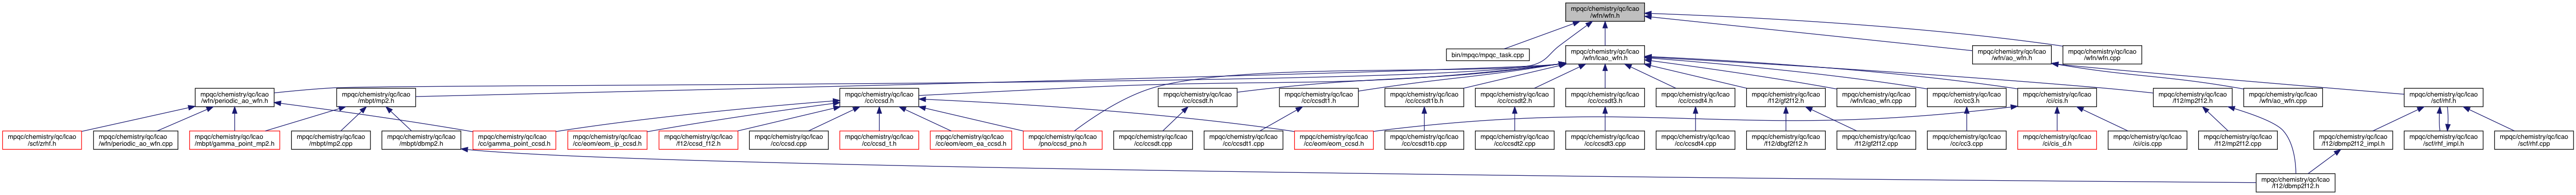 mpqc/chemistry/qc/lcao
/wfn/wfn.h
bin/mpqc/mpqc_task.cpp
mpqc/chemistry/qc/lcao
/wfn/lcao_wfn.h
mpqc/chemistry/qc/lcao
/wfn/ao_wfn.h
mpqc/chemistry/qc/lcao
/wfn/wfn.cpp
mpqc/chemistry/qc/lcao
/wfn/periodic_ao_wfn.h
mpqc/chemistry/qc/lcao
/mbpt/mp2.h
mpqc/chemistry/qc/lcao
/cc/ccsd.h
mpqc/chemistry/qc/lcao
/cc/ccsdt.h
mpqc/chemistry/qc/lcao
/cc/ccsdt1.h
mpqc/chemistry/qc/lcao
/cc/ccsdt1b.h
mpqc/chemistry/qc/lcao
/cc/ccsdt2.h
mpqc/chemistry/qc/lcao
/cc/ccsdt3.h
mpqc/chemistry/qc/lcao
/cc/ccsdt4.h
mpqc/chemistry/qc/lcao
/f12/gf2f12.h
mpqc/chemistry/qc/lcao
/wfn/lcao_wfn.cpp
mpqc/chemistry/qc/lcao
/cc/cc3.h
mpqc/chemistry/qc/lcao
/ci/cis.h
mpqc/chemistry/qc/lcao
/f12/mp2f12.h
mpqc/chemistry/qc/lcao
/wfn/ao_wfn.cpp
mpqc/chemistry/qc/lcao
/scf/rhf.h
mpqc/chemistry/qc/lcao
/scf/zrhf.h
mpqc/chemistry/qc/lcao
/wfn/periodic_ao_wfn.cpp
mpqc/chemistry/qc/lcao
/mbpt/gamma_point_mp2.h
mpqc/chemistry/qc/lcao
/mbpt/mp2.cpp
mpqc/chemistry/qc/lcao
/mbpt/dbmp2.h
mpqc/chemistry/qc/lcao
/cc/gamma_point_ccsd.h
mpqc/chemistry/qc/lcao
/cc/eom/eom_ip_ccsd.h
mpqc/chemistry/qc/lcao
/f12/ccsd_f12.h
mpqc/chemistry/qc/lcao
/cc/ccsd.cpp
mpqc/chemistry/qc/lcao
/cc/ccsd_t.h
mpqc/chemistry/qc/lcao
/cc/eom/eom_ea_ccsd.h
mpqc/chemistry/qc/lcao
/pno/ccsd_pno.h
mpqc/chemistry/qc/lcao
/cc/ccsdt.cpp
mpqc/chemistry/qc/lcao
/cc/ccsdt1.cpp
mpqc/chemistry/qc/lcao
/cc/eom/eom_ccsd.h
mpqc/chemistry/qc/lcao
/cc/ccsdt1b.cpp
mpqc/chemistry/qc/lcao
/cc/ccsdt2.cpp
mpqc/chemistry/qc/lcao
/cc/ccsdt3.cpp
mpqc/chemistry/qc/lcao
/cc/ccsdt4.cpp
mpqc/chemistry/qc/lcao
/f12/dbgf2f12.h
mpqc/chemistry/qc/lcao
/f12/gf2f12.cpp
mpqc/chemistry/qc/lcao
/cc/cc3.cpp
mpqc/chemistry/qc/lcao
/ci/cis_d.h
mpqc/chemistry/qc/lcao
/ci/cis.cpp
mpqc/chemistry/qc/lcao
/f12/mp2f12.cpp
mpqc/chemistry/qc/lcao
/f12/dbmp2f12_impl.h
mpqc/chemistry/qc/lcao
/scf/rhf_impl.h
mpqc/chemistry/qc/lcao
/scf/rhf.cpp
mpqc/chemistry/qc/lcao
/f12/dbmp2f12.h